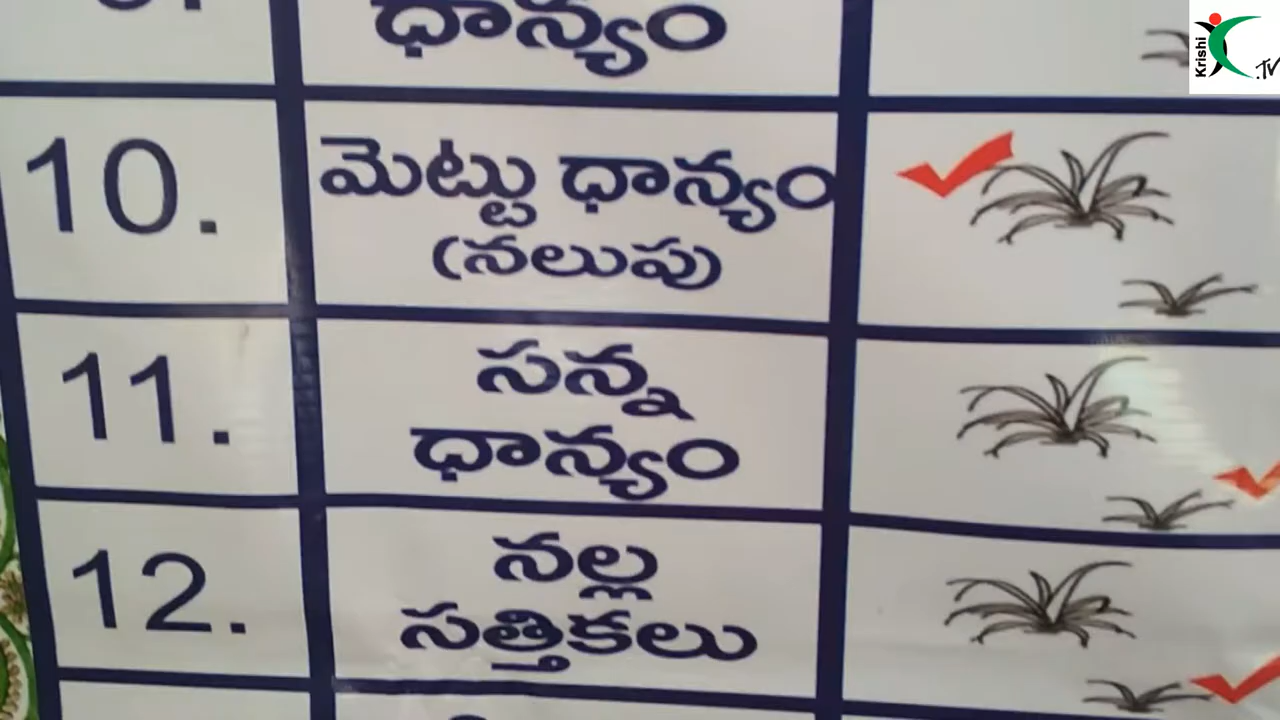 Krishi
.TV
ధాన్యం
10.
మెట్టు ధాన్యం
(నలుపు
11.
సన్న
ధాన్యం
12.
నల్ల
సత్తికలు